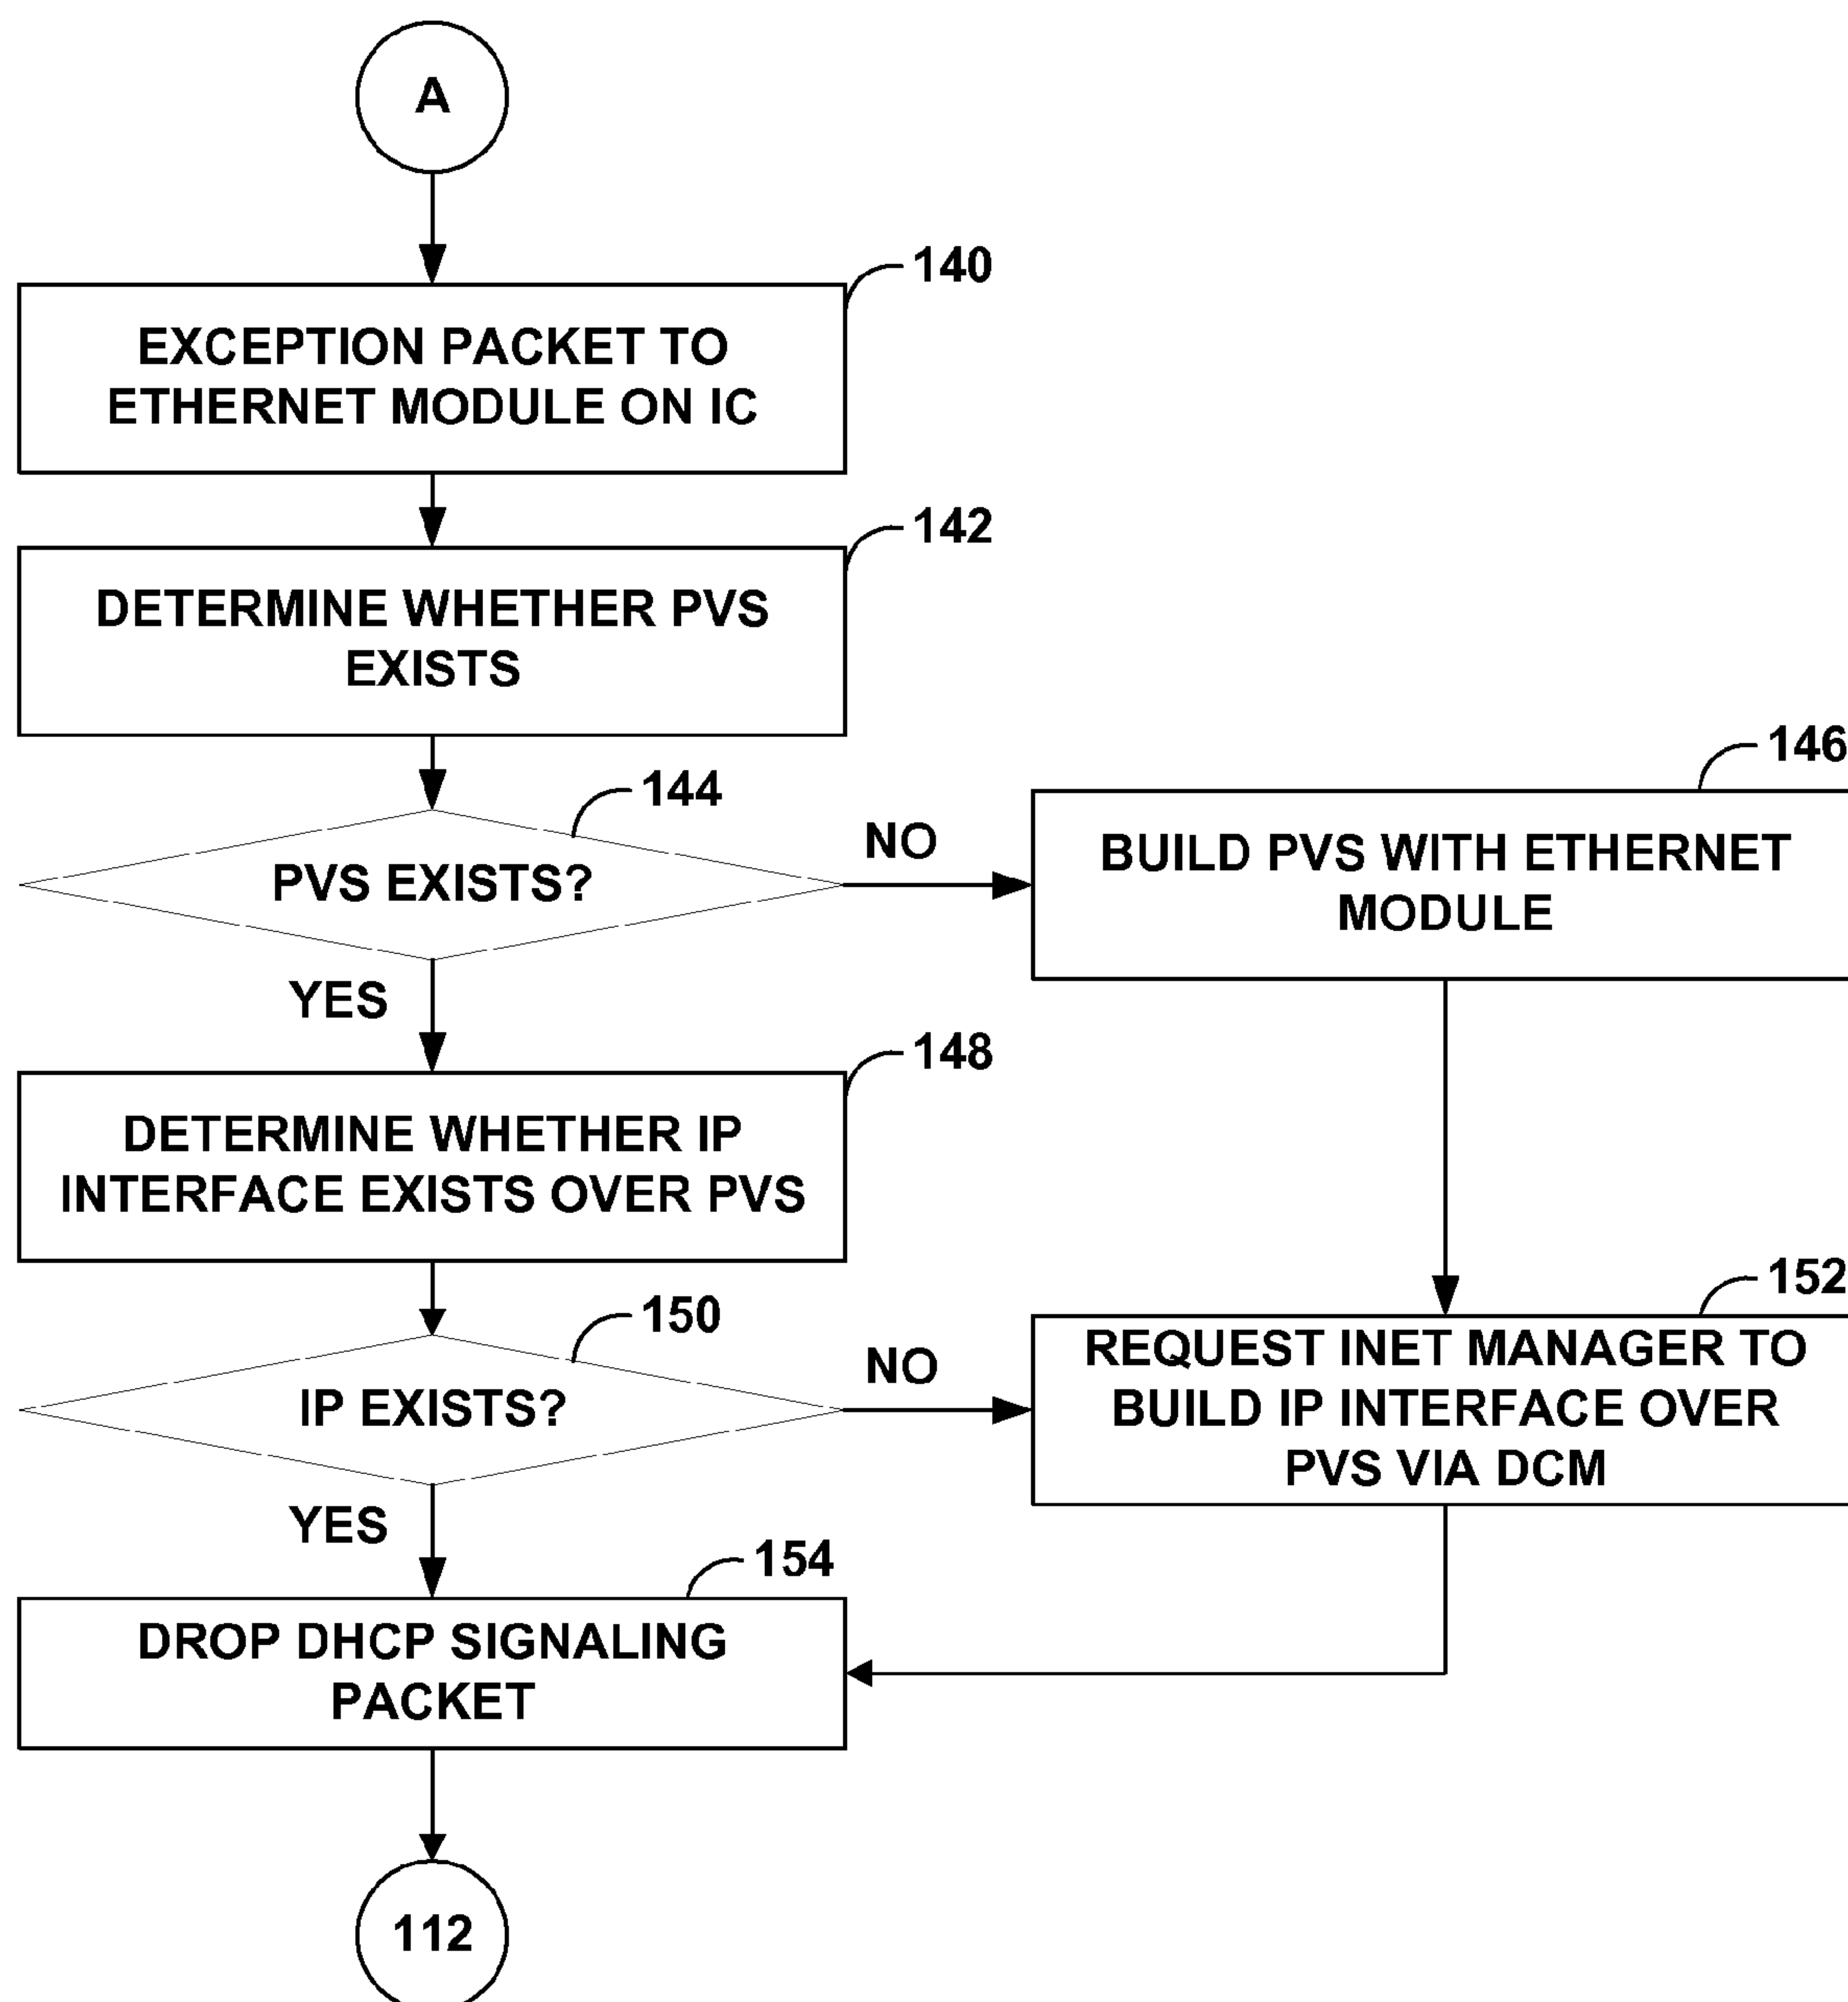 A
140
EXCEPTION PACKET TO
ETHERNET MODULE ON IC
142
DETERMINE WHETHER PVS
EXISTS
144
PVS EXISTS?
NO
146
BUILD PVS WITH ETHERNET
MODULE
YES
148
DETERMINE WHETHER IP
INTERFACE EXISTS OVER PVS
150
IP EXISTS?
NO
152
REQUEST INET MANAGER TO
BUILD IP INTERFACE OVER
PVS VIA DCM
YES
154
DROP DHCP SIGNALING
PACKET
112